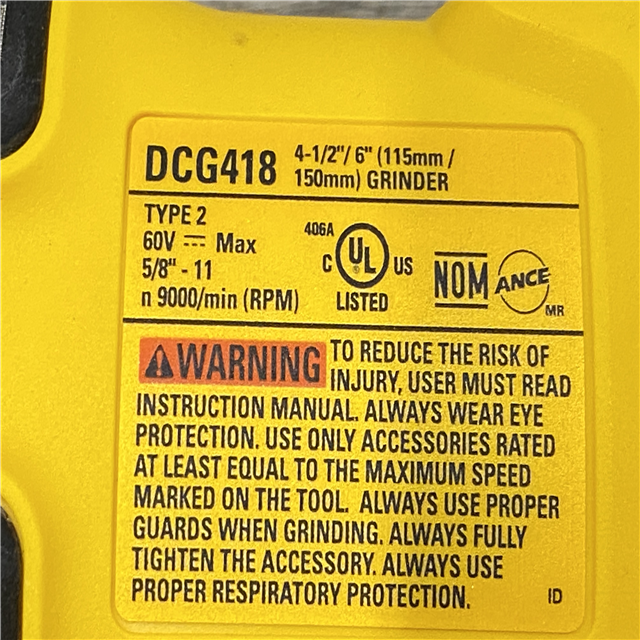 DCG418 4-1/2"/ 6" (115mm /
150mm) GRINDER
TYPE 2
60V ⎓ Max
5/8" - 11
n 9000/min (RPM)
406A
C UL US
®
LISTED
NOM ANCE
MR
⚠WARNING TO REDUCE THE RISK OF
INJURY, USER MUST READ
INSTRUCTION MANUAL. ALWAYS WEAR EYE
PROTECTION. USE ONLY ACCESSORIES RATED
AT LEAST EQUAL TO THE MAXIMUM SPEED
MARKED ON THE TOOL. ALWAYS USE PROPER
GUARDS WHEN GRINDING. ALWAYS FULLY
TIGHTEN THE ACCESSORY. ALWAYS USE
PROPER RESPIRATORY PROTECTION. ID